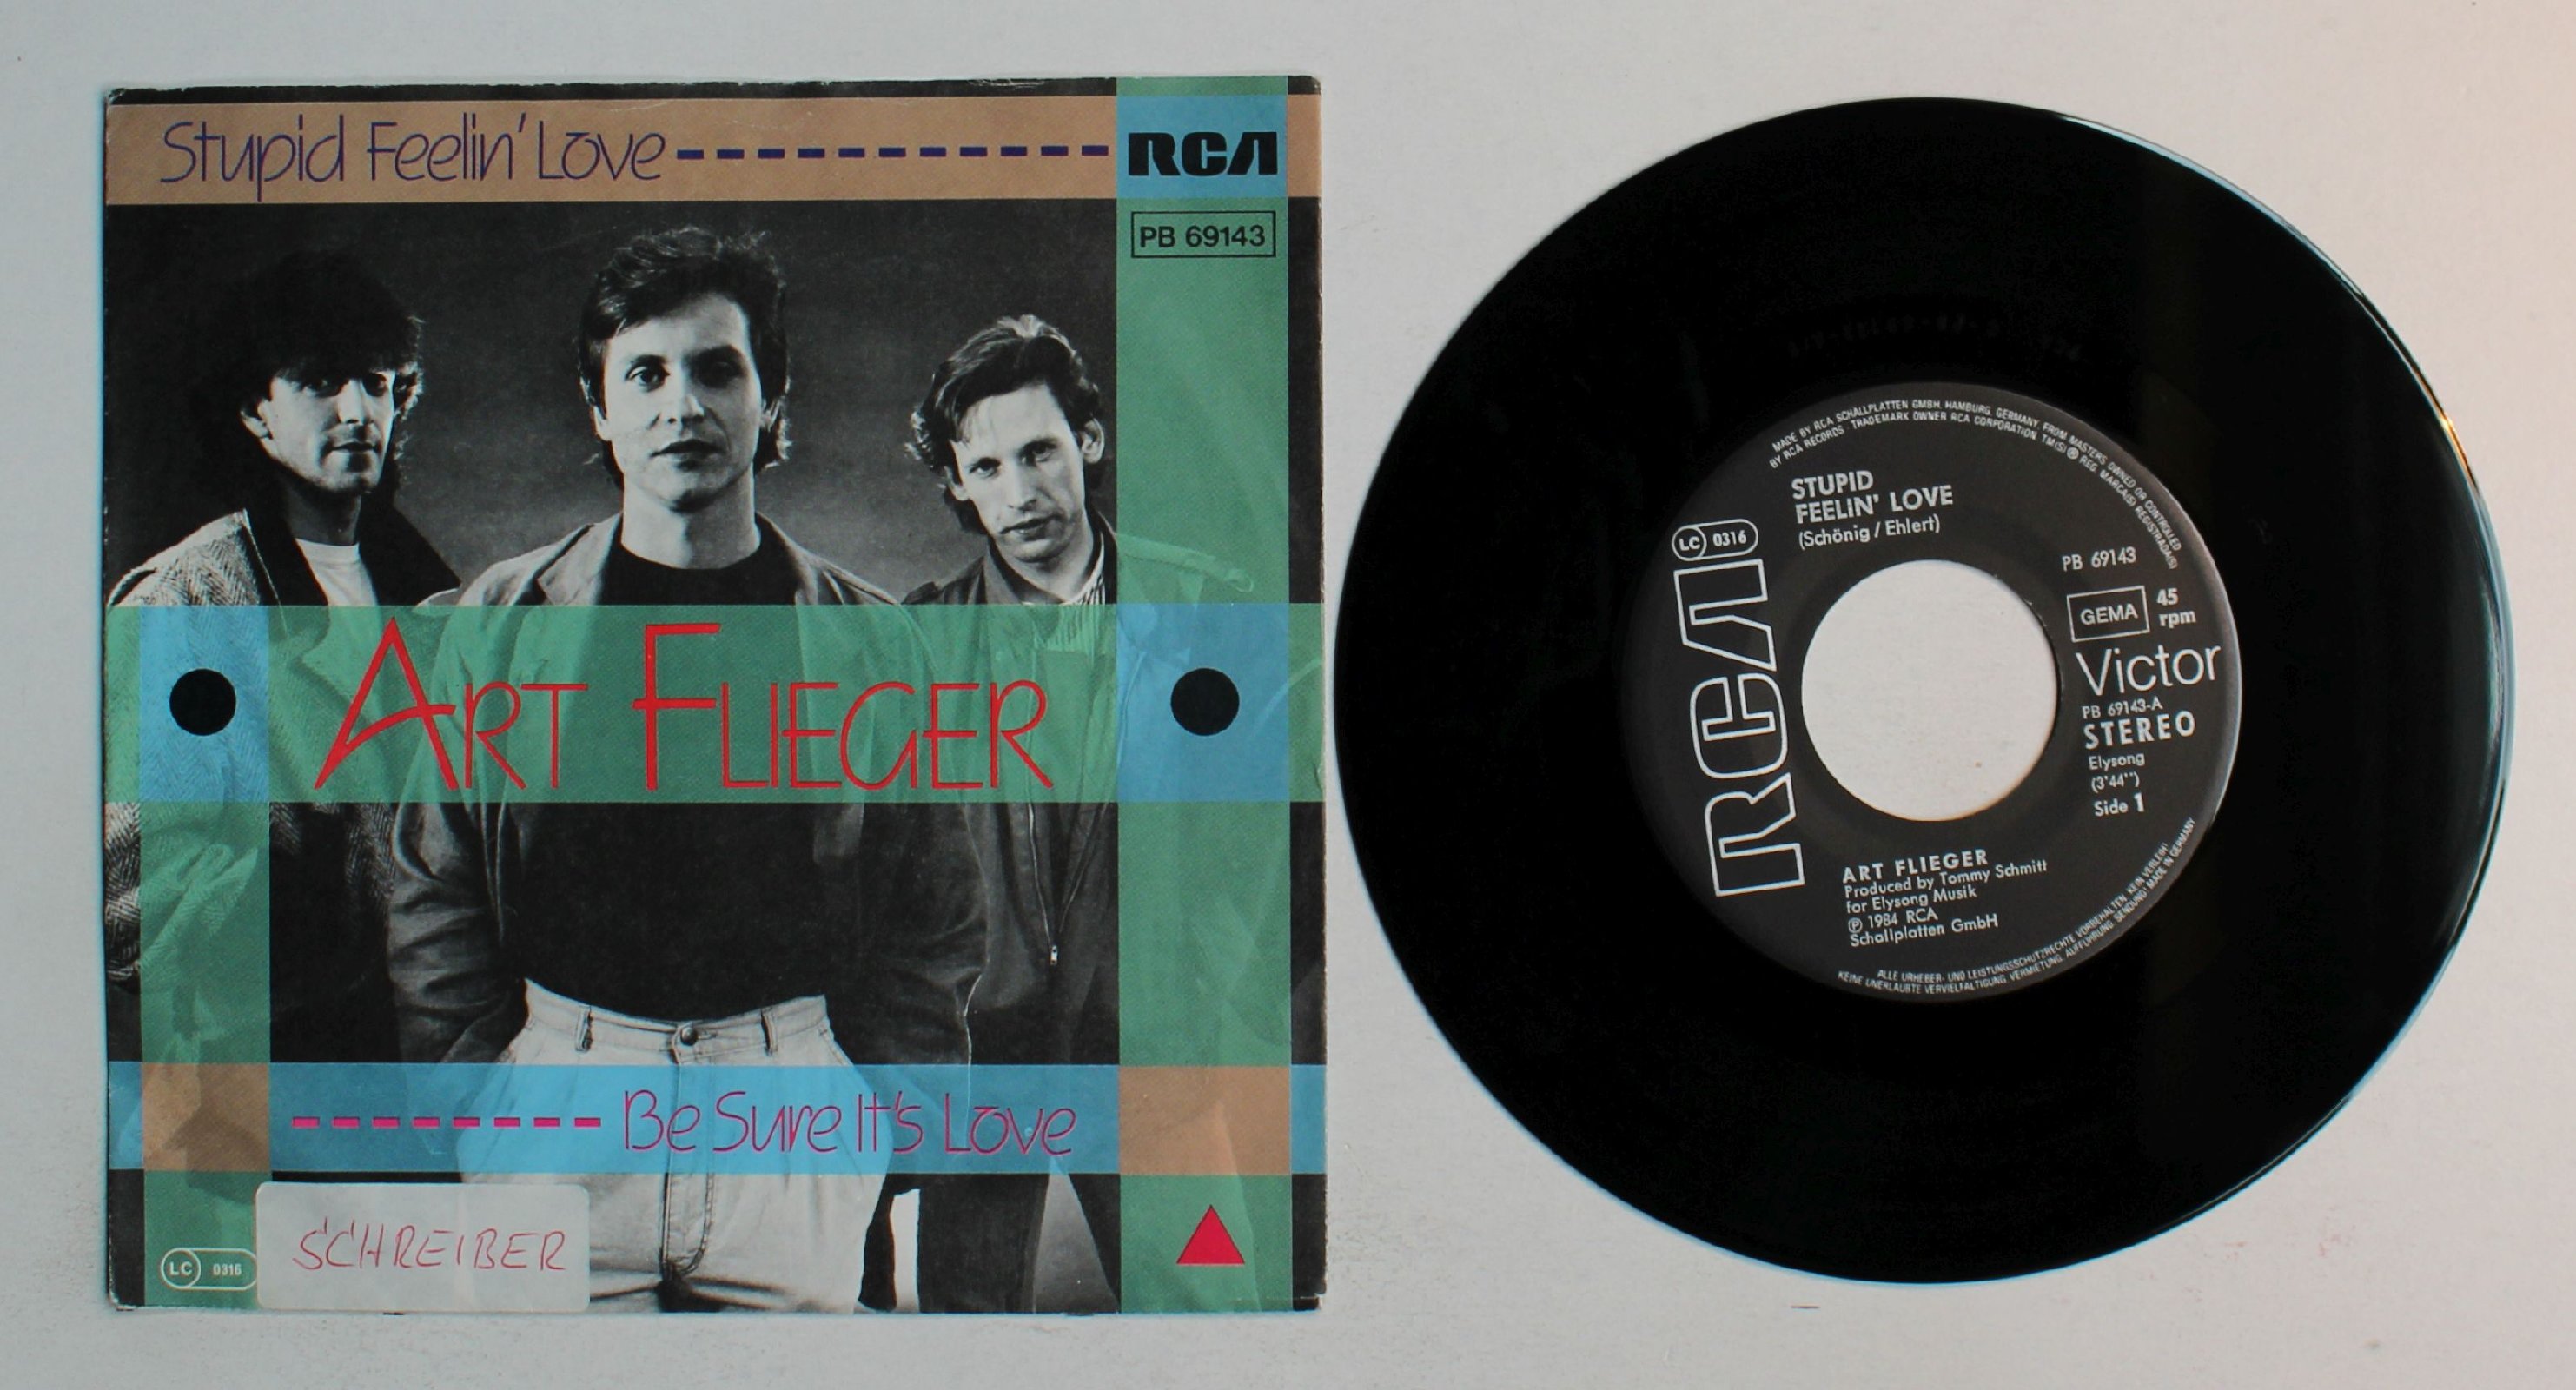 Stupid Feelin' Love
RCA
PB 69143
ART FLIEGER
Be Sure It's Love
LC 0316
SCHREIBER
MADE BY RCA SCHALLPLATTEN GMBH, HAMBURG, GERMANY, FROM MASTERS OWNED OR CONTROLLED
BY RCA RECORDS TRADEMARK OWNER RCA CORPORATION. TM(S) ® REG. MARCA(S) REGISTRADA(S)
STUPID
FEELIN' LOVE
(Schönig / Ehlert)
LC 0316
RCA
PB 69143
GEMA
45
rpm
Victor
PB 69143-A
STEREO
Elysong
(3'44'')
Side 1
ART FLIEGER
Produced by Tommy Schmitt
for Elysong Musik
℗ 1984 RCA
Schallplatten GmbH
ALLE URHEBER- UND LEISTUNGSSCHUTZRECHTE VORBEHALTEN. KEIN VERLEIH!
KEINE UNERLAUBTE VERVIELFÄLTIGUNG, VERMIETUNG, AUFFÜHRUNG, SENDUNG! MADE IN GERMANY